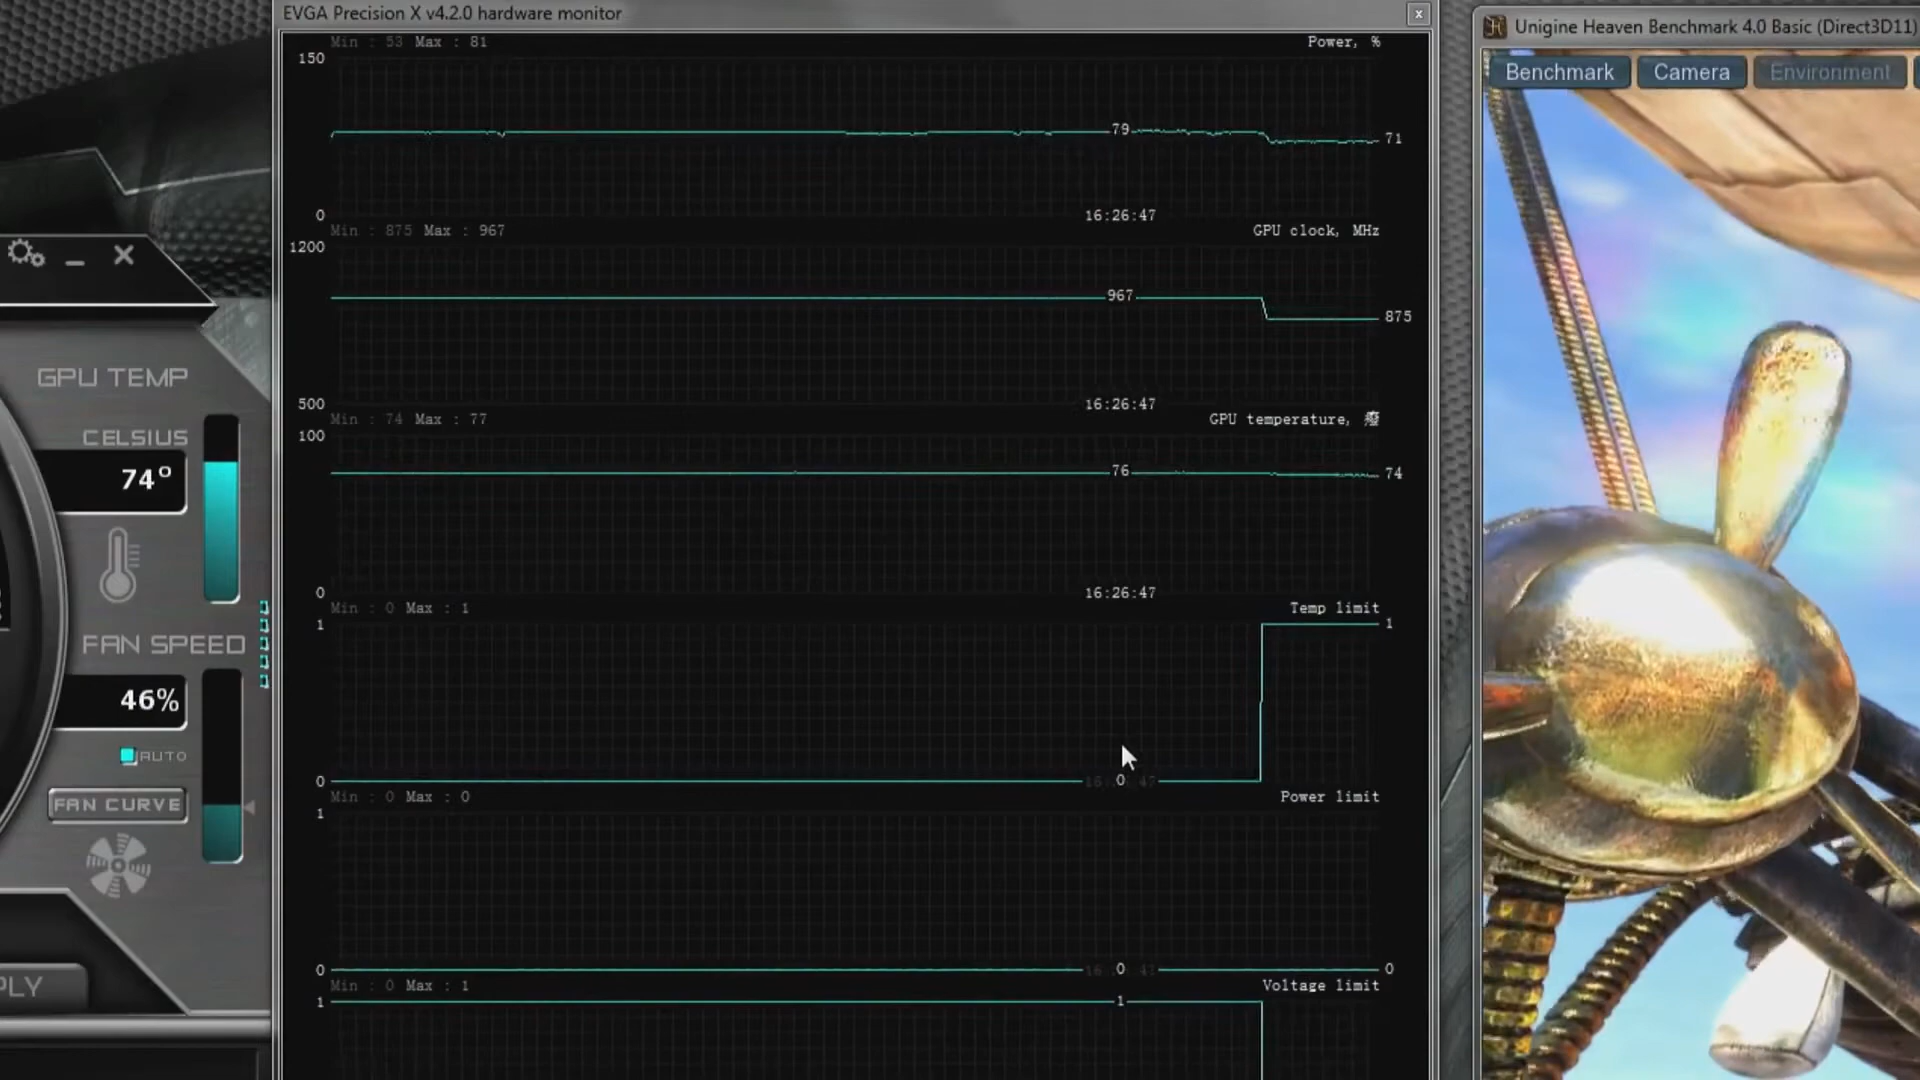 EVGA Precision X v4.2.0 hardware monitor
x
Min : 53 Max : 81
Power, %
150
79
71
0
16:26:47
Min : 875 Max : 967
GPU clock, MHz
1200
967
875
500
16:26:47
Min : 74 Max : 77
GPU temperature,
100
76
74
0
16:26:47
Min : 0 Max : 1
Temp limit
1
1
0
0
Min : 0 Max : 0
Power limit
1
0
0
0
Min : 0 Max : 1
Voltage limit
1
1
GPU TEMP
CELSIUS
74°
FAN SPEED
46%
AUTO
FAN CURVE
PLY
Unigine Heaven Benchmark 4.0 Basic (Direct3D11)
Benchmark Camera Environment